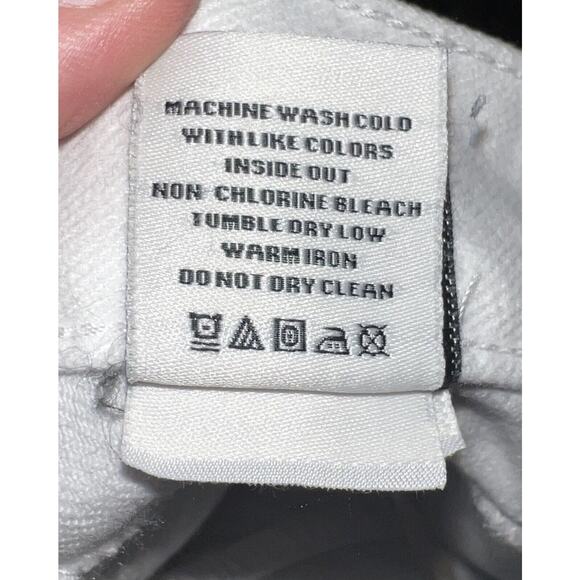 MACHINE WASH COLD
WITH LIKE COLORS
INSIDE OUT
NON CHLORINE BLEACH
TUMBLE DRY LOW
WARM IRON
DO NOT DRY CLEAN